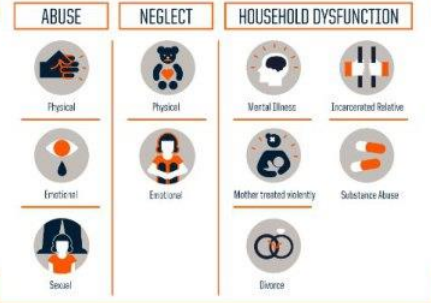 ABUSE
NEGLECT
HOUSEHOLD DYSFUNCTION
Physical
Physical
Mental Illness
Incarcerated Relative
Emotional
Emotional
Mother treated violently
Substance Abuse
Sexual
Divorce